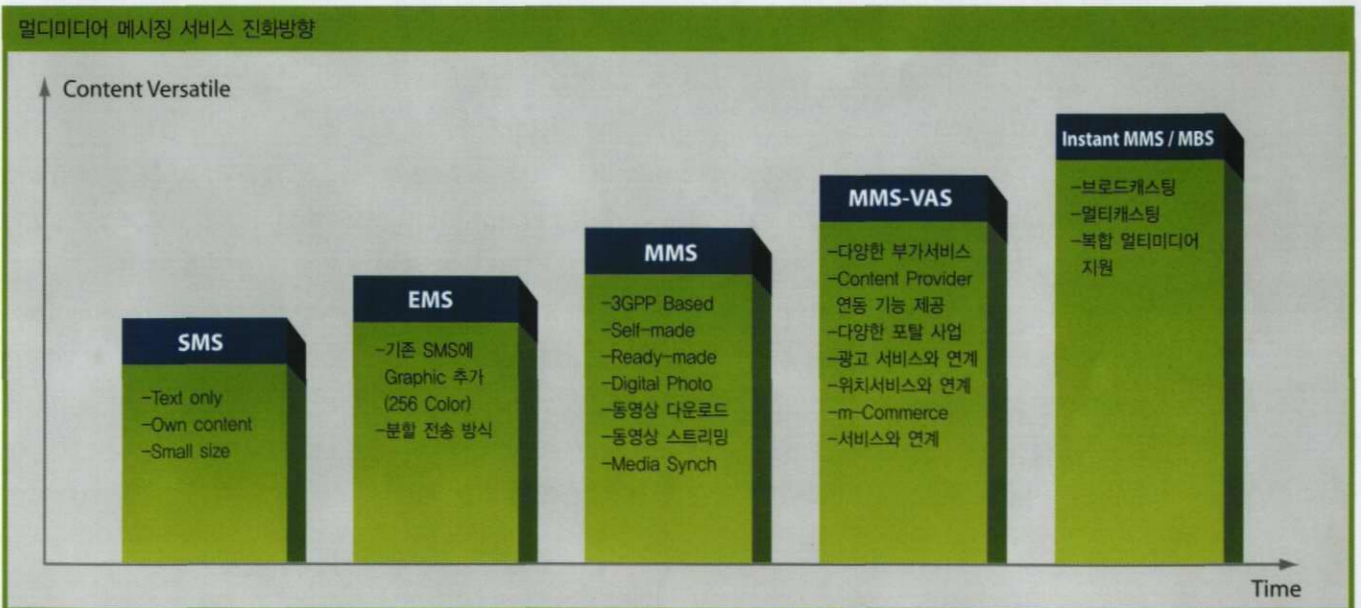 멀디미디어 메시징 서비스 진화방향
Content Versatile
SMS
-Text only
-Own content
-Small size
EMS
-기존 SMS에
Graphic 추가
(256 Color)
-분할 전송 방식
MMS
-3GPP Based
-Self-made
-Ready-made
-Digital Photo
-동영상 다운로드
-동영상 스트리밍
-Media Synch
MMS-VAS
-다양한 부가서비스
-Content Provider
연동 기능 제공
-다양한 포탈 사업
-광고 서비스와 연계
-위치서비스와 연계
-m-Commerce
-서비스와 연계
Instant MMS / MBS
-브로드캐스팅
-멀티캐스팅
-복합 멀티미디어
지원
Time